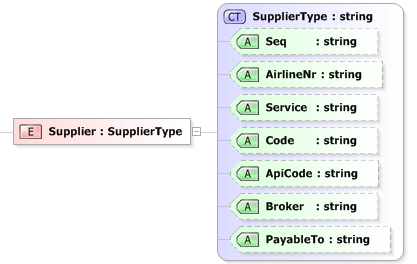 CT SupplierType : string
A Seq : string
A AirlineNr : string
A Service : string
E Supplier : SupplierType
A Code : string
A ApiCode : string
A Broker : string
A PayableTo : string